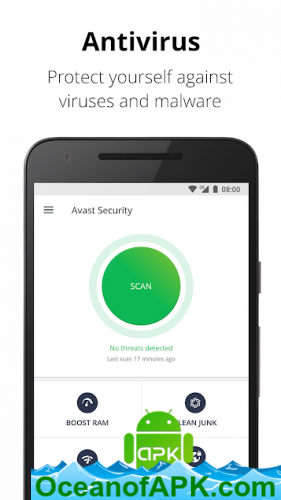 Antivirus
Protect yourself against
viruses and malware
08:00
Avast Security
SCAN
No threats detected
Last scan 17 minutes ago
BOOST RAM
LEAN JUNK
APK
OceanofAPK.com